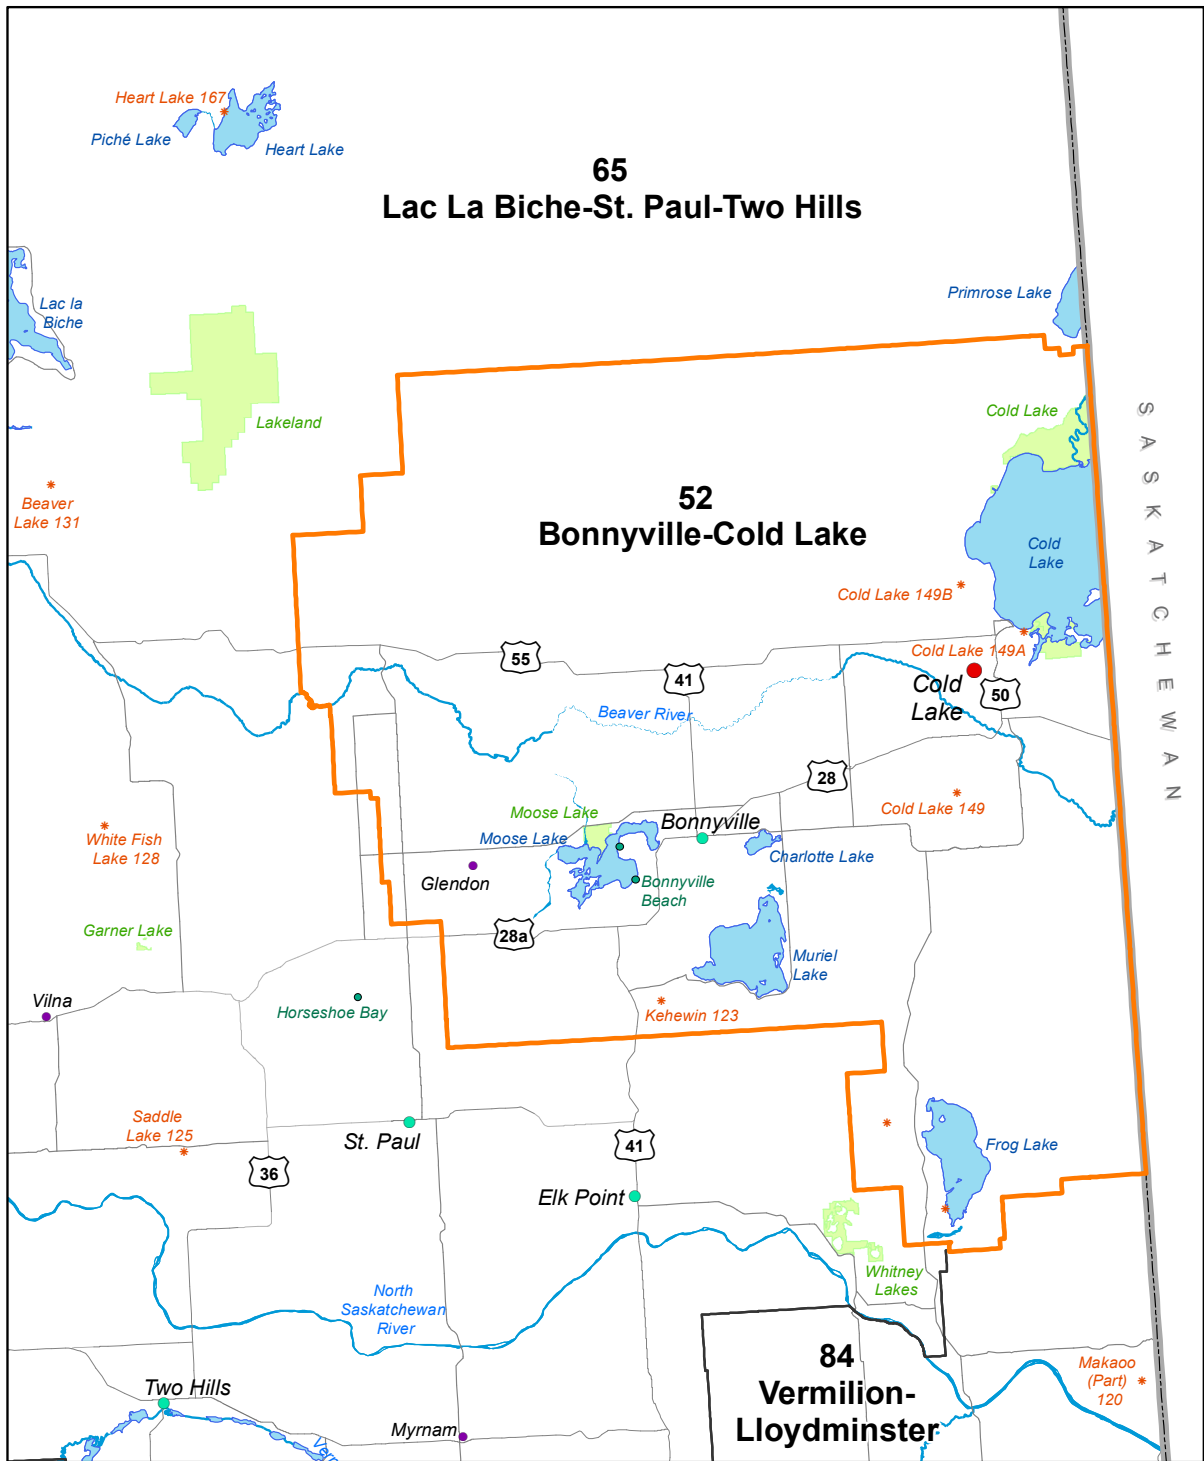 Heart Lake 167
Piché Lake
Heart Lake
65
Lac La Biche-St. Paul-Two Hills
Primrose Lake
Lac la
Biche
Lakeland
Cold Lake
SASKATCHEWAN
Beaver
Lake 131
52
Bonnyville-Cold Lake
Cold
Lake
Cold Lake 149B
Cold Lake 149A
55
41
Cold
Lake
50
Beaver River
28
Cold Lake 149
Moose Lake
Moose Lake
Bonnyville
White Fish
Lake 128
Charlotte Lake
Glendon
Bonnyville
Beach
Garner Lake
28a
Muriel
Lake
Vilna
Horseshoe Bay
Kehewin 123
Saddle
Lake 125
St. Paul
41
Frog Lake
36
Elk Point
Whitney
Lakes
North
Saskatchewan
River
84
Vermilion-
Lloydminster
Makaoo
(Part)
120
Two Hills
Myrnam